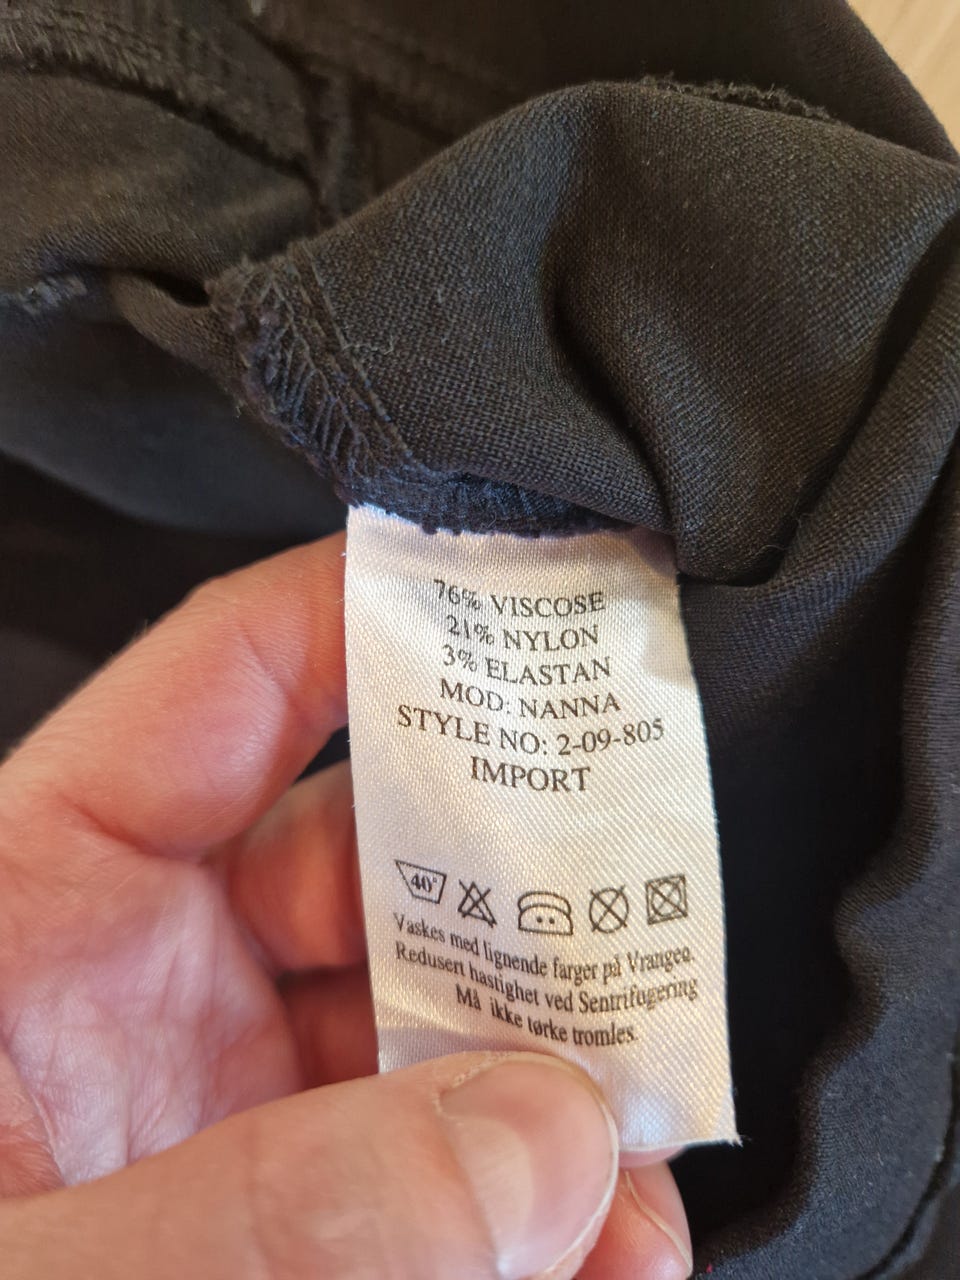 76% VISCOSE
21% NYLON
3% ELASTAN
MOD: NANNA
STYLE NO: 2-09-805
IMPORT
40°
Vaskes med lignende farger på Vrangen.
Redusert hastighet ved Sentrifugering
Må ikke tørke tromles.